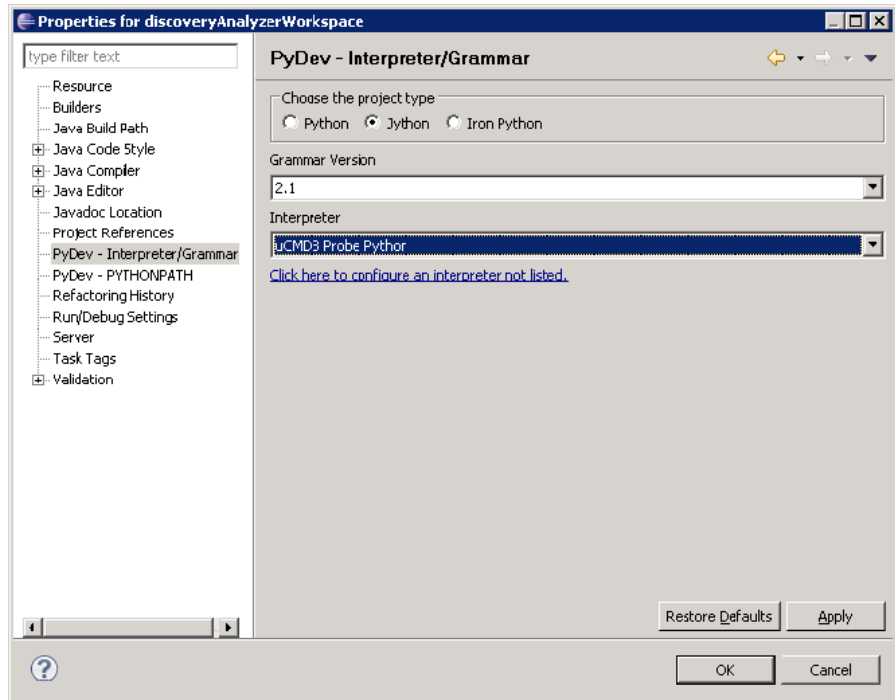 Properties for discoveryAnalyzerWorkspace
type filter text
Resource
Builders
Java Build Path
Java Code Style
Java Compiler
Java Editor
Javadoc Location
Project References
PyDev - Interpreter/Grammar
PyDev - PYTHONPATH
Refactoring History
Run/Debug Settings
Server
Task Tags
Validation
PyDev - Interpreter/Grammar
Choose the project type
Python Jython Iron Python
Grammar Version
2.1
Interpreter
uCMDB Probe Python
Click here to configure an interpreter not listed.
Restore Defaults Apply
OK Cancel